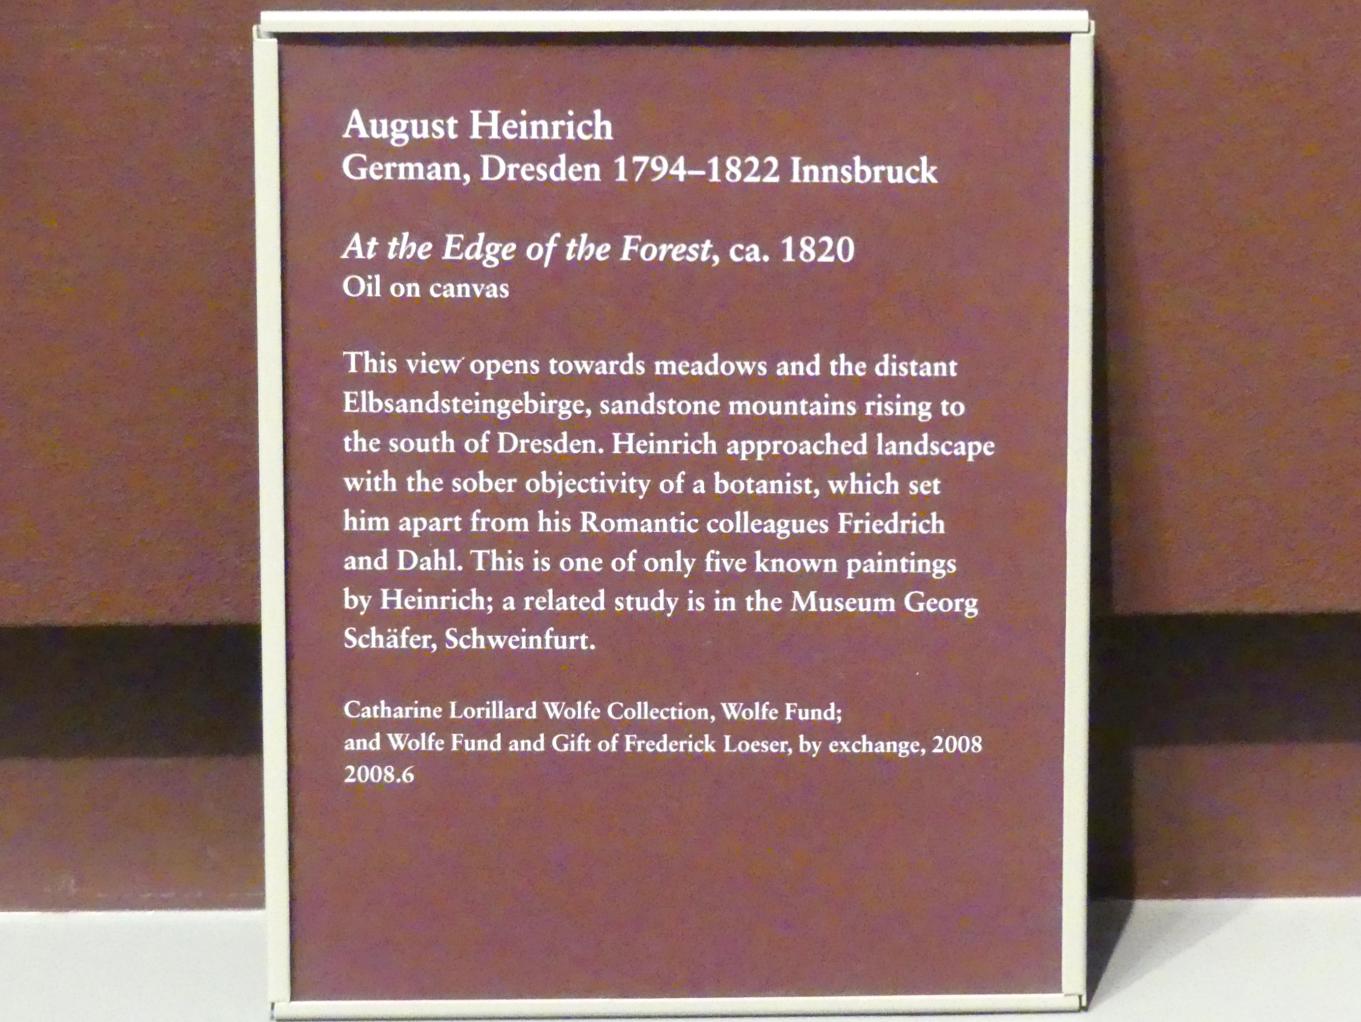 August Heinrich
German, Dresden 1794–1822 Innsbruck
At the Edge of the Forest, ca. 1820
Oil on canvas
This view opens towards meadows and the distant
Elbsandsteingebirge, sandstone mountains rising to
the south of Dresden. Heinrich approached landscape
with the sober objectivity of a botanist, which set
him apart from his Romantic colleagues Friedrich
and Dahl. This is one of only five known paintings
by Heinrich; a related study is in the Museum Georg
Schäfer, Schweinfurt.
Catharine Lorillard Wolfe Collection, Wolfe Fund;
and Wolfe Fund and Gift of Frederick Loeser, by exchange, 2008
2008.6